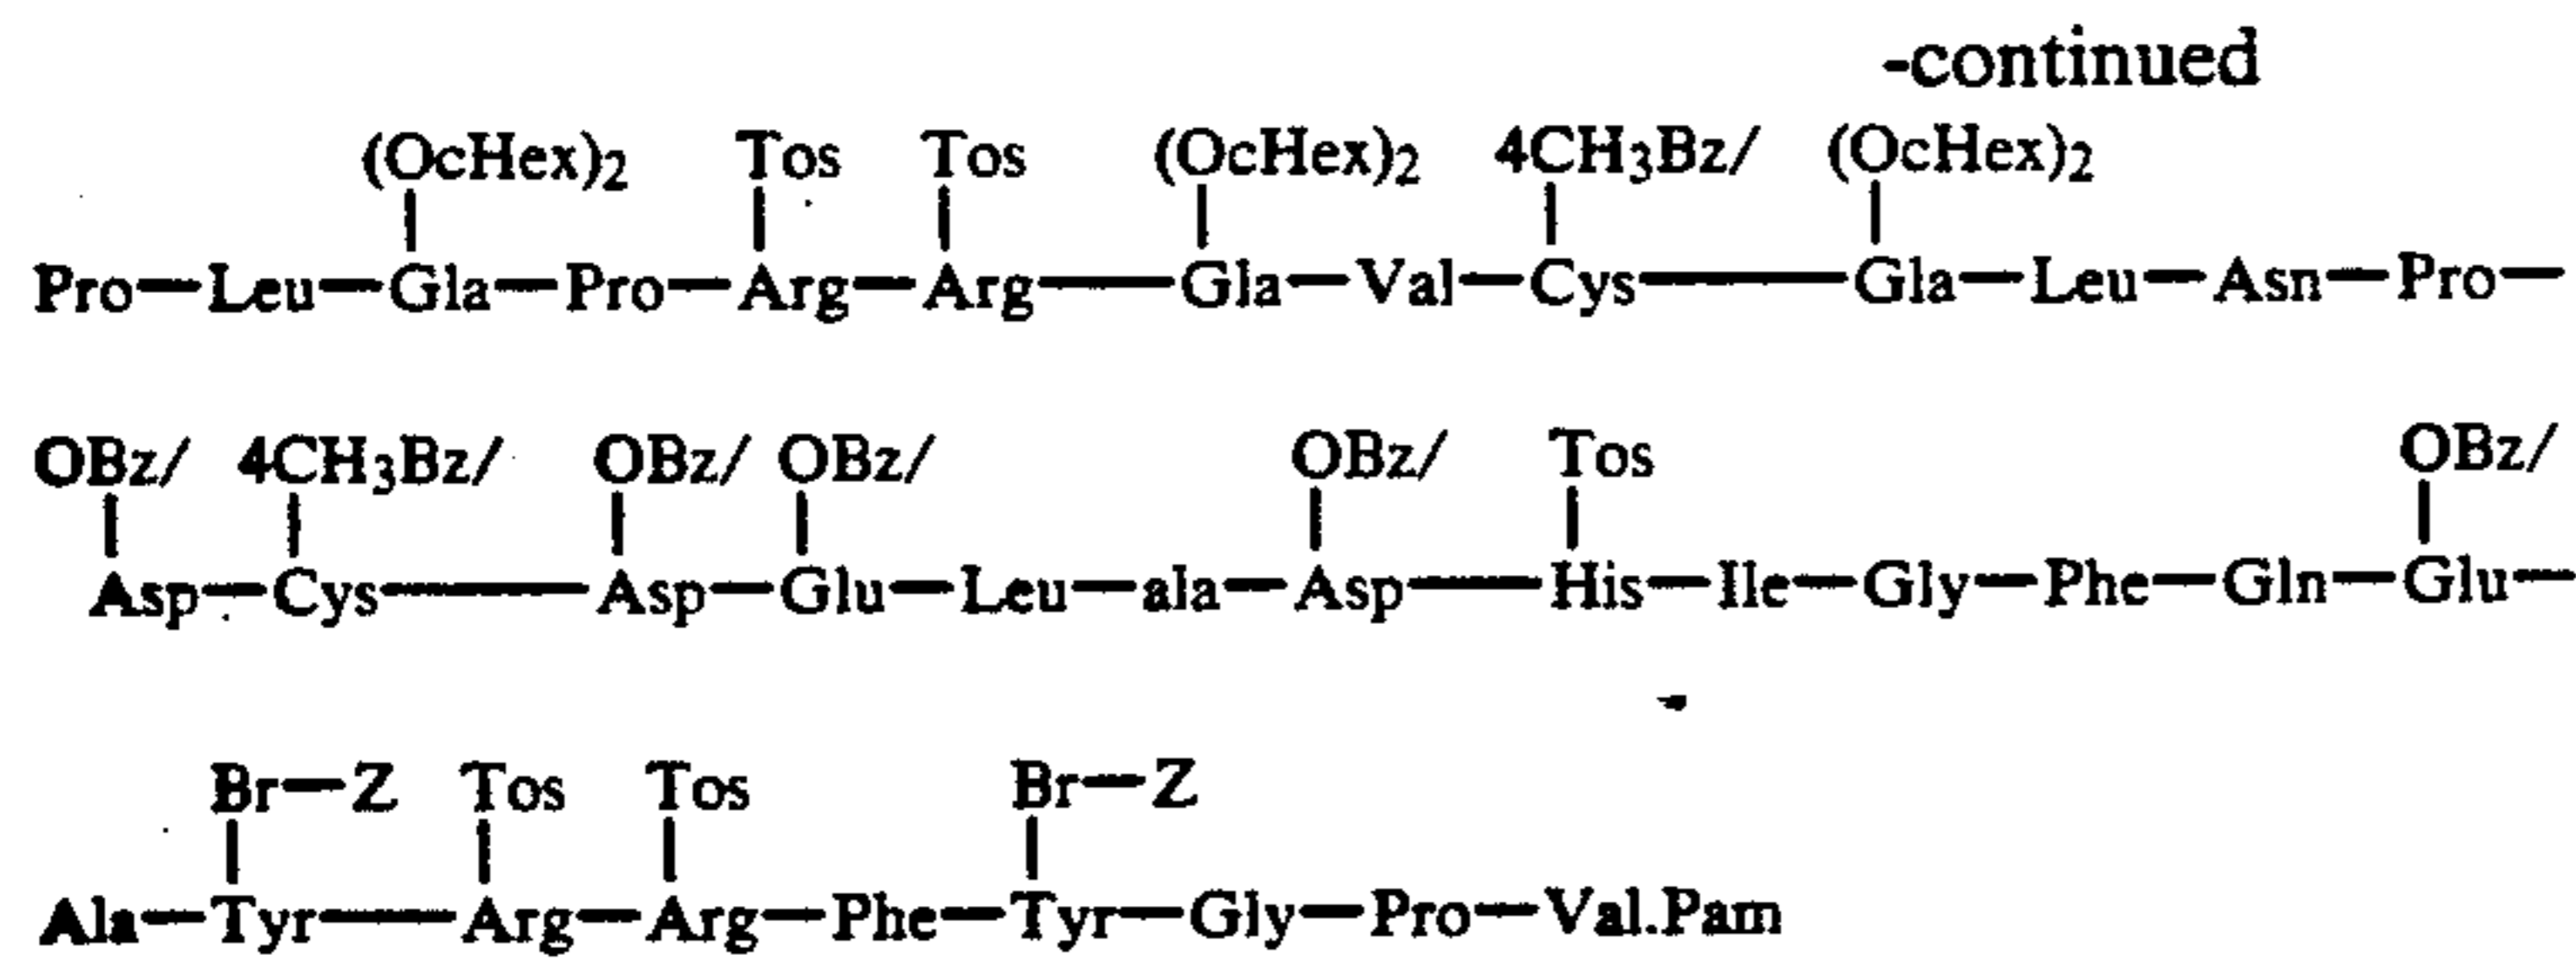 -continued
(OcHex)2 Tos Tos (OcHex)2 4CH3Bz/ (OcHex)2
Pro—Leu—Gla—Pro—Arg—Arg—Gla—Val—Cys—Gla—Leu—Asn—Pro—
OBz/ 4CH3Bz/ OBz/ OBz/ OBz/ Tos OBz/
Asp—Cys—Asp—Glu—Leu—ala—Asp—His—Ile—Gly—Phe—Gln—Glu—
Br—Z Tos Tos Br—Z
Ala—Tyr—Arg—Arg—Phe—Tyr—Gly—Pro—Val.Pam